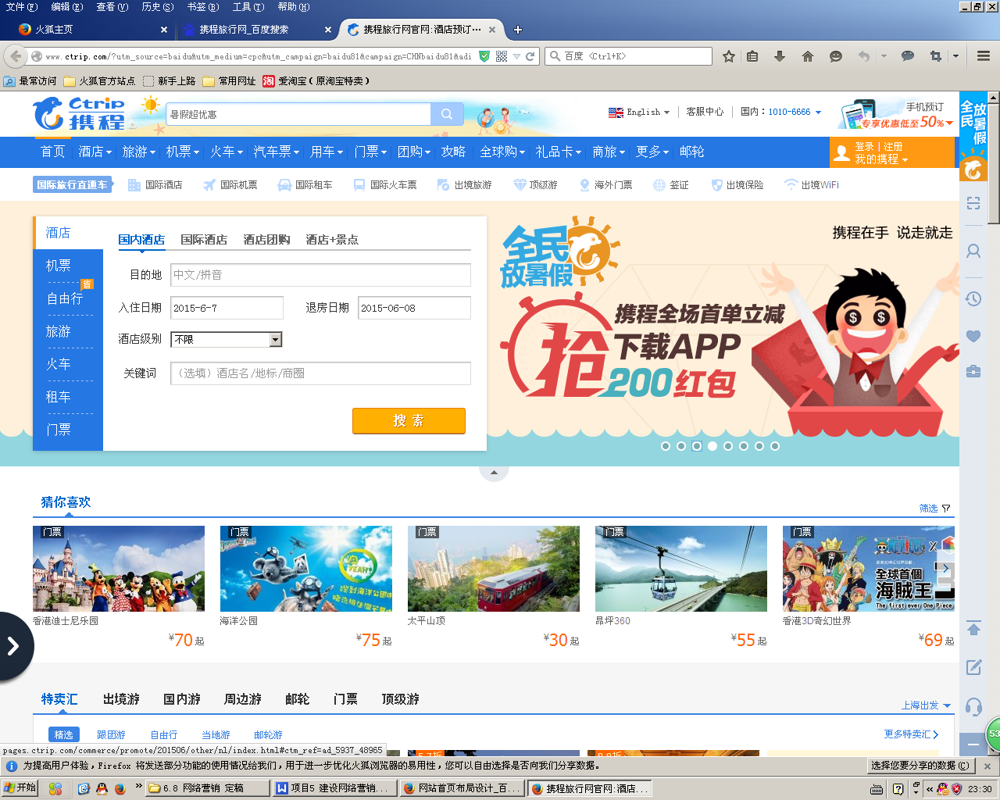 文件(F) 编辑(E) 查看(V) 历史(S) 书签(B) 工具(T) 帮助(H)
火狐主页 携程旅行网_百度搜索 携程旅行网官网:酒店预订…
www.ctrip.com/?utm_source=baidu&utm_medium=cpc&utm_campaign=baidu81&campaign=CHNbaidu81&adi
百度 <Ctrl+K>
最常访问 火狐官方站点 新手上路 常用网址 淘 爱淘宝（原淘宝特卖）
Ctrip 携程
暑假超优惠
English 客服中心 国内：1010-6666
手机预订
专享优惠低至50%
全民放暑假
首页 酒店 旅游 机票 火车 汽车票 用车 门票 团购 攻略 全球购 礼品卡 商旅 更多 邮轮
登录 | 注册
我的携程
国际旅行直通车 国际酒店 国际机票 国际租车 国际火车票 出境旅游 顶级游 海外门票 签证 出境保险 出境WiFi
酒店
机票
省
自由行
旅游
火车
租车
门票
国内酒店 国际酒店 酒店团购 酒店+景点
目的地 中文/拼音
入住日期 2015-6-7 退房日期 2015-06-08
酒店级别 不限
关键词 （选填）酒店名/地标/商圈
搜 索
全民放暑假
携程在手 说走就走
抢
携程全场首单立减
下载APP
200红包
猜你喜欢
筛选
门票 门票 门票 门票 门票
YEAH!
全球首個
海賊王
The first ever One Piece
香港迪士尼乐园 海洋公园 太平山顶 昂坪360 香港3D奇幻世界
¥70起 ¥75起 ¥30起 ¥55起 ¥69起
特卖汇 出境游 国内游 周边游 邮轮 门票 顶级游
上海出发
精选 跟团游 自由行 当地游 邮轮游
更多特卖汇
53
pages.ctrip.com/commerce/promote/201506/other/nl/index.html#ctm_ref=ad_5937_48965
为提高用户体验，Firefox 将发送部分功能的使用情况给我们，用于进一步优化火狐浏览器的易用性，您可以自由选择是否向我们分享数据。
选择您要分享的数据(C)
开始 6.8 网络营销 定稿 项目5 建设网络营销... 网站首页布局设计_百... 携程旅行网官网:酒店... 23:30